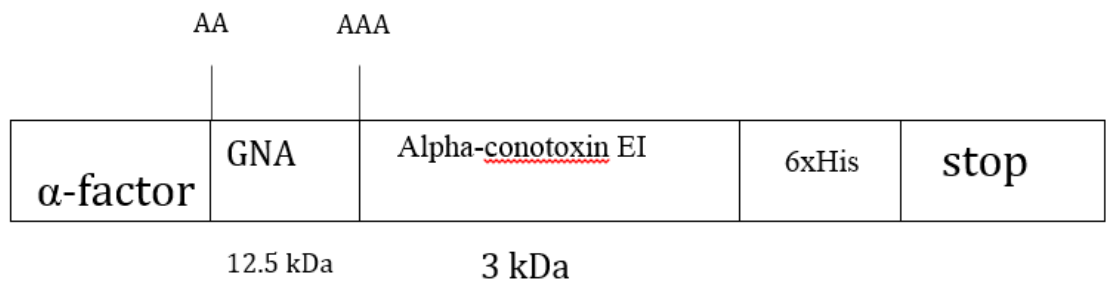 AA
AAA
α-factor
GNA
Alpha-conotoxin EI
6xHis
stop
12.5 kDa
3 kDa